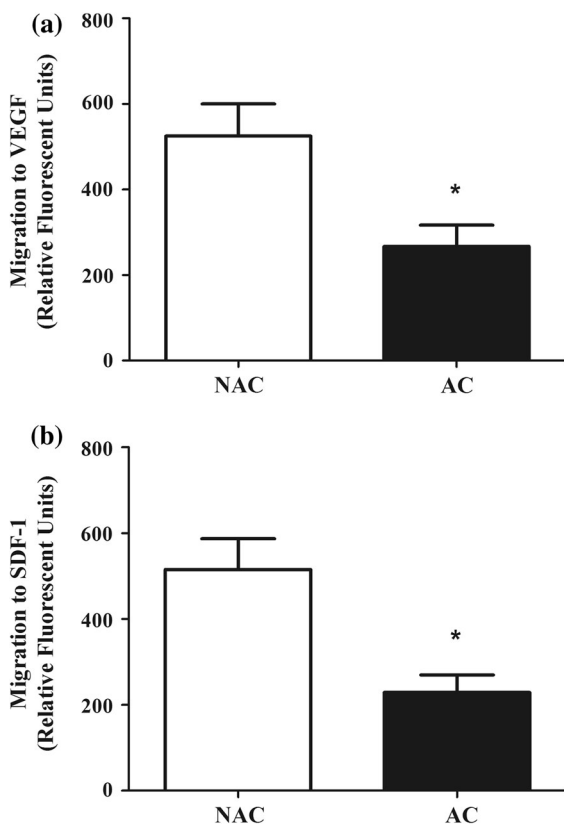 (a)
Migration to VEGF
(Relative Fluorescent Units)
800
600
400
200
0
*
NAC
AC
(b)
Migration to SDF-1
(Relative Fluorescent Units)
800
600
400
200
0
*
NAC
AC